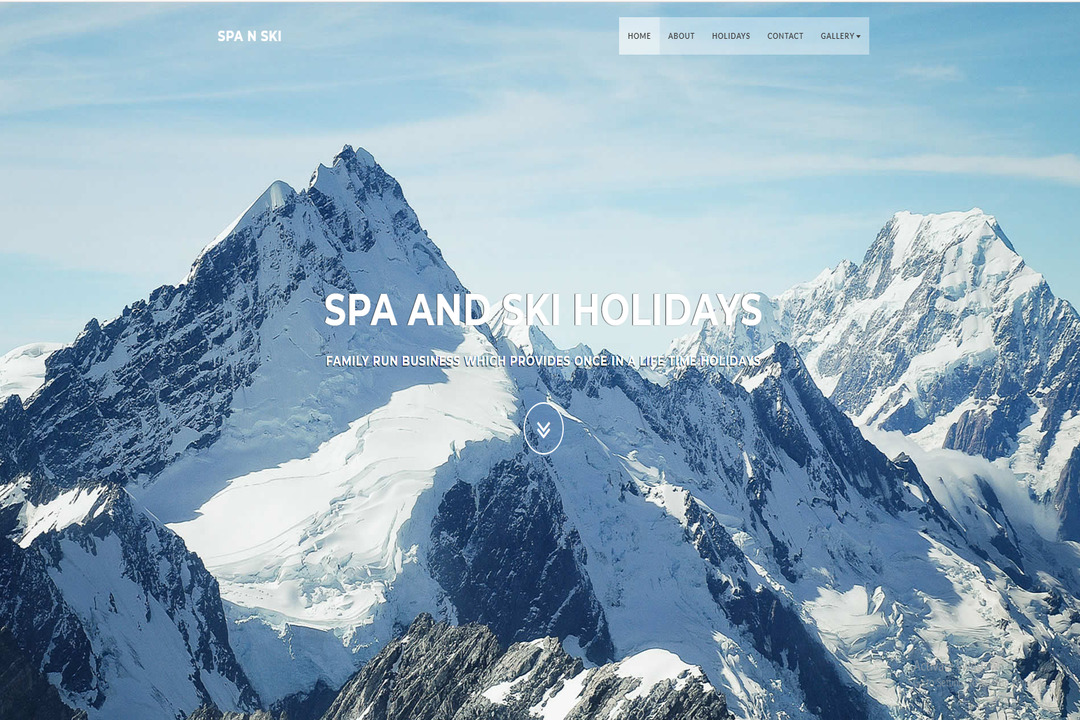 SPA N SKI
HOME ABOUT HOLIDAYS CONTACT GALLERY
SPA AND SKI HOLIDAYS
FAMILY RUN BUSINESS WHICH PROVIDES ONCE IN A LIFE TIME HOLIDAYS